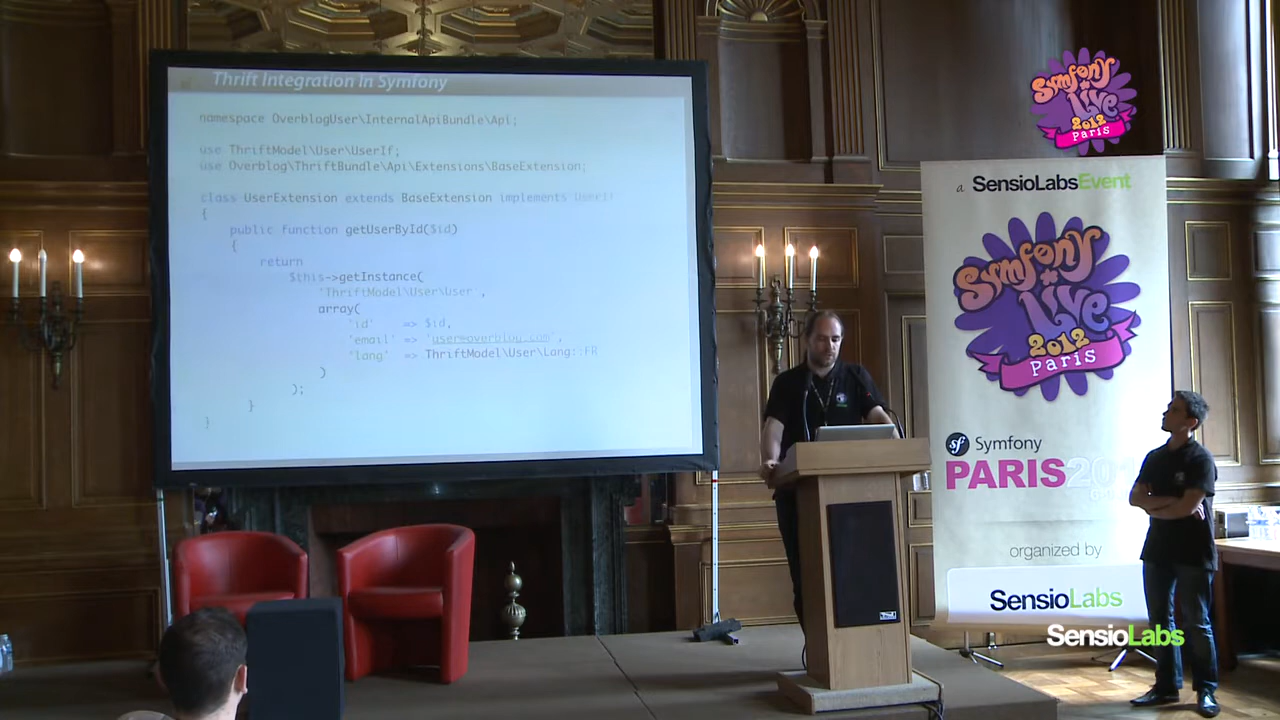 Thrift Integration In Symfony
namespace OverblogUser\InternalApiBundle\Api;
use ThriftModel\User\UserIf;
use Overblog\ThriftBundle\Api\Extensions\BaseExtension;
class UserExtension extends BaseExtension implements UserIf
{
public function getUserById($id)
{
return
$this->getInstance(
'ThriftModel\User\User',
array(
'id' => $id,
'email' => 'user@overblog.com',
'lang' => ThriftModel\User\Lang::FR
)
);
}
}
Symfony
Live
2012
Paris
a SensioLabsEvent
Symfony
Live
2012
Paris
sf Symfony
PARIS
organized by
SensioLabs
SensioLabs